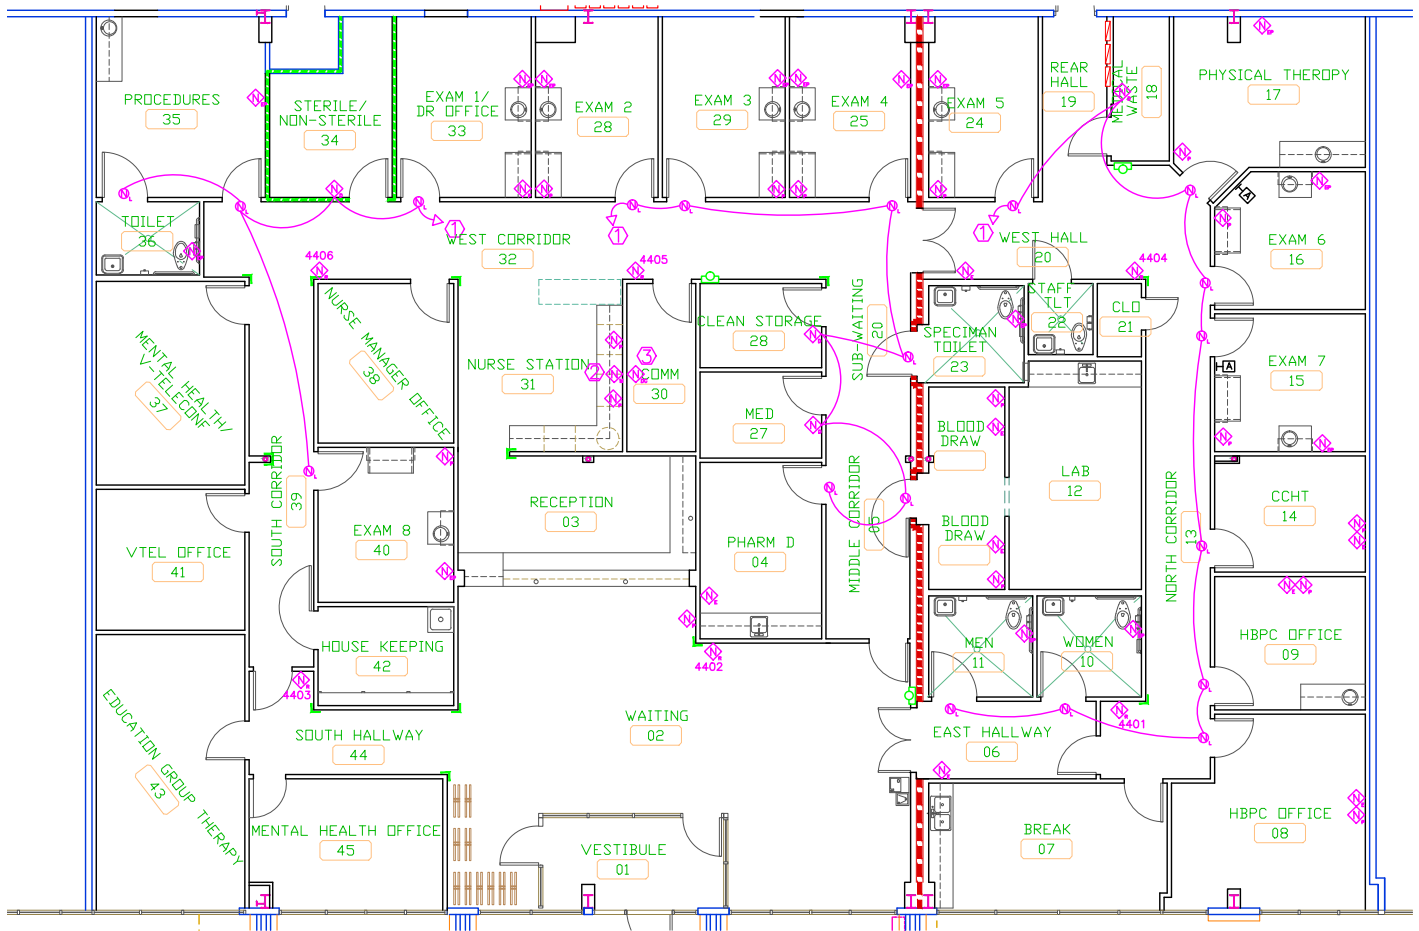 PROCEDURES
35
STERILE/
NON-STERILE
34
EXAM 1/
DR OFFICE
33
EXAM 2
28
EXAM 3
29
EXAM 4
25
EXAM 5
24
REAR
HALL
19
MEDICAL
WASTE
18
PHYSICAL THEROPY
17
TOILET
36
WEST CORRIDOR
32
1
1
1
WEST HALL
20
EXAM 6
16
4406
4405
4404
MENTAL HEALTH/
V-TELECONF
37
NURSE MANAGER OFFICE
38
NURSE STATION
31
2
3
COMM
30
CLEAN STORAGE
28
SUB-WAITING
20
SPECIMAN
TOILET
23
STAFF
TLT
22
CLO
21
EXAM 7
15
MED
27
BLOOD
DRAW
LAB
12
SOUTH CORRIDOR
39
RECEPTION
03
EXAM 8
40
PHARM D
04
MIDDLE CORRIDOR
05
BLOOD
DRAW
NORTH CORRIDOR
13
CCHT
14
VTEL OFFICE
41
HOUSE KEEPING
42
4403
4402
MEN
11
WOMEN
10
HBPC OFFICE
09
EDUCATION GROUP THERAPY
43
SOUTH HALLWAY
44
WAITING
02
EAST HALLWAY
06
4401
MENTAL HEALTH OFFICE
45
VESTIBULE
01
BREAK
07
HBPC OFFICE
08
A
A